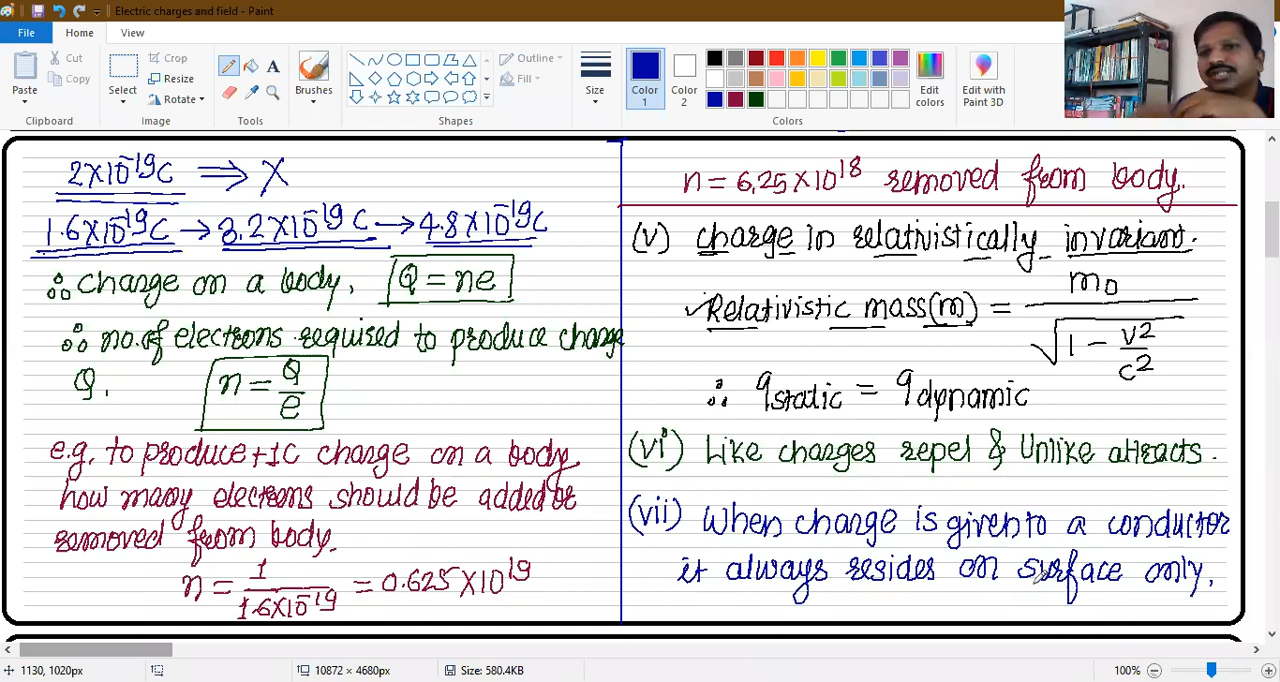 Electric charges and field - Paint
File
Home
View
Paste
Cut
Copy
Clipboard
Select
Crop
Resize
Rotate
Image
Tools
Brushes
Outline
Fill
Shapes
Size
Color 1
Color 2
Edit colors
Edit with Paint 3D
Colors
2×10⁻¹⁹C ⟹ X
1.6×10⁻¹⁹C → 3.2×10⁻¹⁹C → 4.8×10⁻¹⁹C
∴ charge on a body, Q = ne
∴ no. of electrons required to produce charge
Q, n = Q/e
e.g. to produce +1C charge on a body
how many electrons should be added or
removed from body.
n = 1/(1.6×10⁻¹⁹) = 0.625×10¹⁹
n = 6.25×10¹⁸ removed from body.
(v) charge in relativistically invariant.
Relativistic mass(m) = m₀/√(1 − v²/c²)
∴ qstatic = qdynamic
(vi) Like charges repel & Unlike attracts.
(vii) When charge is given to a conductor
it always resides on surface only.
1130, 1020px
10872 × 4680px
Size: 580.4KB
100%